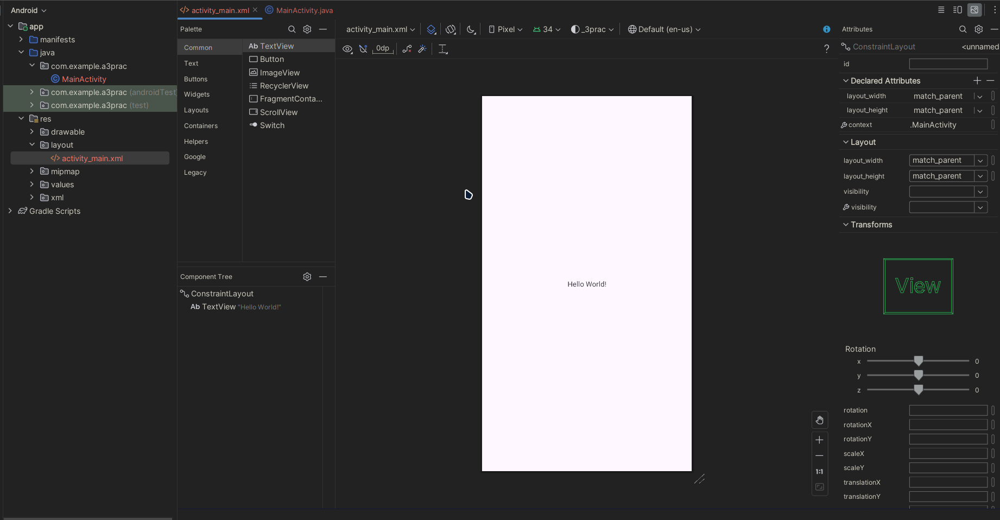 Android
app
manifests
java
com.example.a3prac
MainActivity
com.example.a3prac (androidTest)
com.example.a3prac (test)
res
drawable
layout
activity_main.xml
mipmap
values
xml
Gradle Scripts
activity_main.xml
MainActivity.java
Palette
Common
Text
Buttons
Widgets
Layouts
Containers
Helpers
Google
Legacy
Ab TextView
Button
ImageView
RecyclerView
FragmentConta...
ScrollView
Switch
Component Tree
ConstraintLayout
Ab TextView "Hello World!"
activity_main.xml
Pixel
34
_3prac
Default (en-us)
0dp
?
Hello World!
1:1
Attributes
ConstraintLayout <unnamed
id
Declared Attributes
layout_width match_parent
layout_height match_parent
context .MainActivity
Layout
layout_width match_parent
layout_height match_parent
visibility
visibility
Transforms
View
Rotation
x 0
y 0
z 0
rotation
rotationX
rotationY
scaleX
scaleY
translationX
translationY